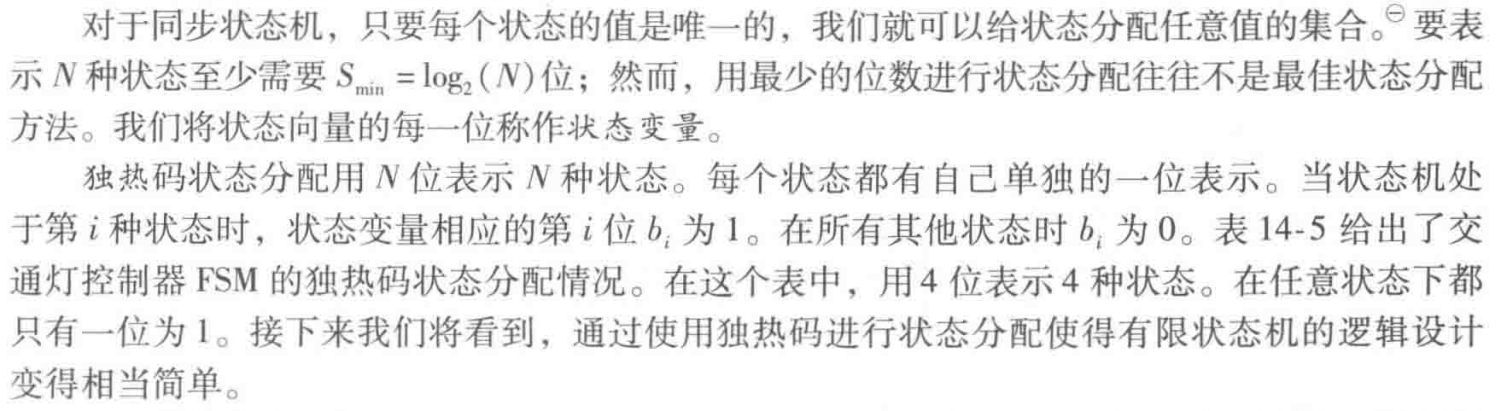 对于同步状态机，只要每个状态的值是唯一的，我们就可以给状态分配任意值的集合。㊀要表
示 N 种状态至少需要 Smin = log2(N)位；然而，用最少的位数进行状态分配往往不是最佳状态分配
方法。我们将状态向量的每一位称作状态变量。
独热码状态分配用 N 位表示 N 种状态。每个状态都有自己单独的一位表示。当状态机处
于第 i 种状态时，状态变量相应的第 i 位 bi 为 1。在所有其他状态时 bi 为 0。表 14-5 给出了交
通灯控制器 FSM 的独热码状态分配情况。在这个表中，用 4 位表示 4 种状态。在任意状态下都
只有一位为 1。接下来我们将看到，通过使用独热码进行状态分配使得有限状态机的逻辑设计
变得相当简单。